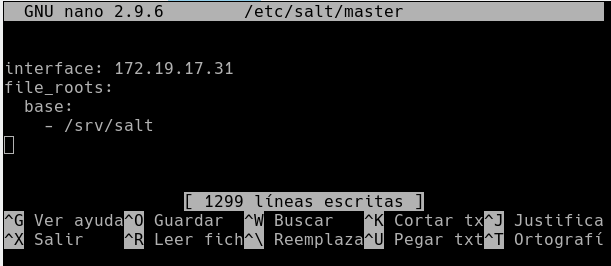 GNU nano 2.9.6 /etc/salt/master
interface: 172.19.17.31
file_roots:
  base:
    - /srv/salt
[ 1299 líneas escritas ]
^G Ver ayuda^O Guardar ^W Buscar ^K Cortar tx^J Justifica
^X Salir ^R Leer fich^\ Reemplaza^U Pegar txt^T Ortografí